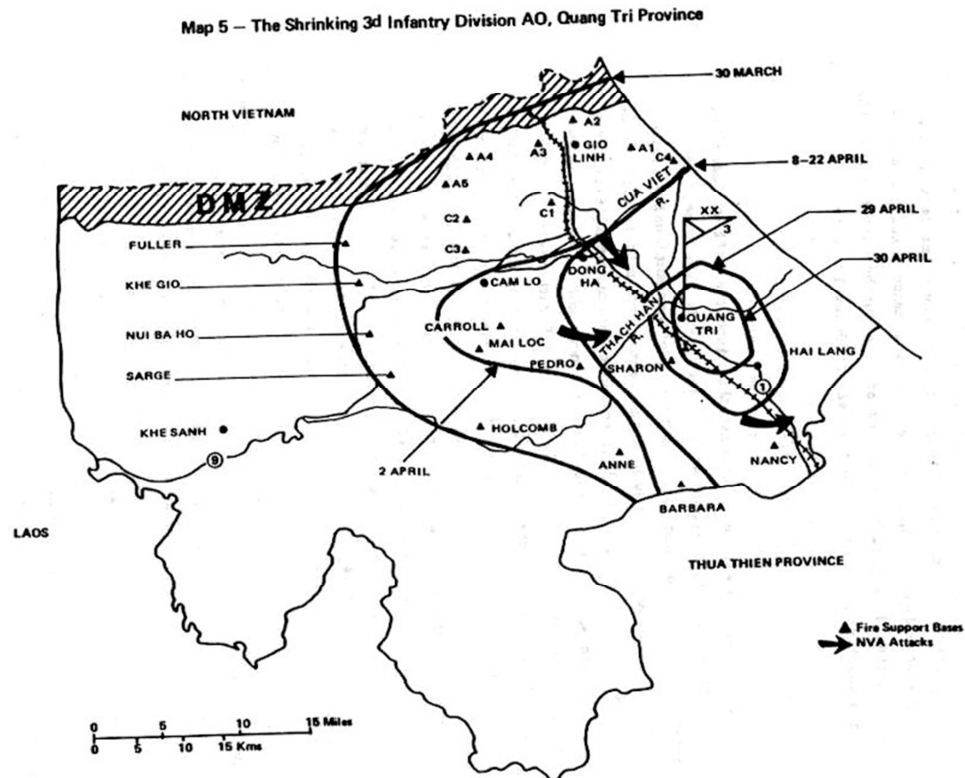 Map 5 – The Shrinking 3d Infantry Division AO, Quang Tri Province
30 MARCH
NORTH VIETNAM
A2
GIO
LINH
A3
A1
C4
A4
8–22 APRIL
A5
DMZ
CUA VIET
R.
C1
C2
XX
3
29 APRIL
FULLER
C3
30 APRIL
DONG
HA
KHE GIO
CAM LO
THACH HAN
R.
QUANG
TRI
CARROLL
NUI BA HO
MAI LOC
HAI LANG
PEDRO
SHARON
SARGE
1
KHE SANH
HOLCOMB
9
ANNE
NANCY
2 APRIL
BARBARA
LAOS
THUA THIEN PROVINCE
Fire Support Bases
NVA Attacks
0 5 10 15 Miles
0 5 10 15 Kms